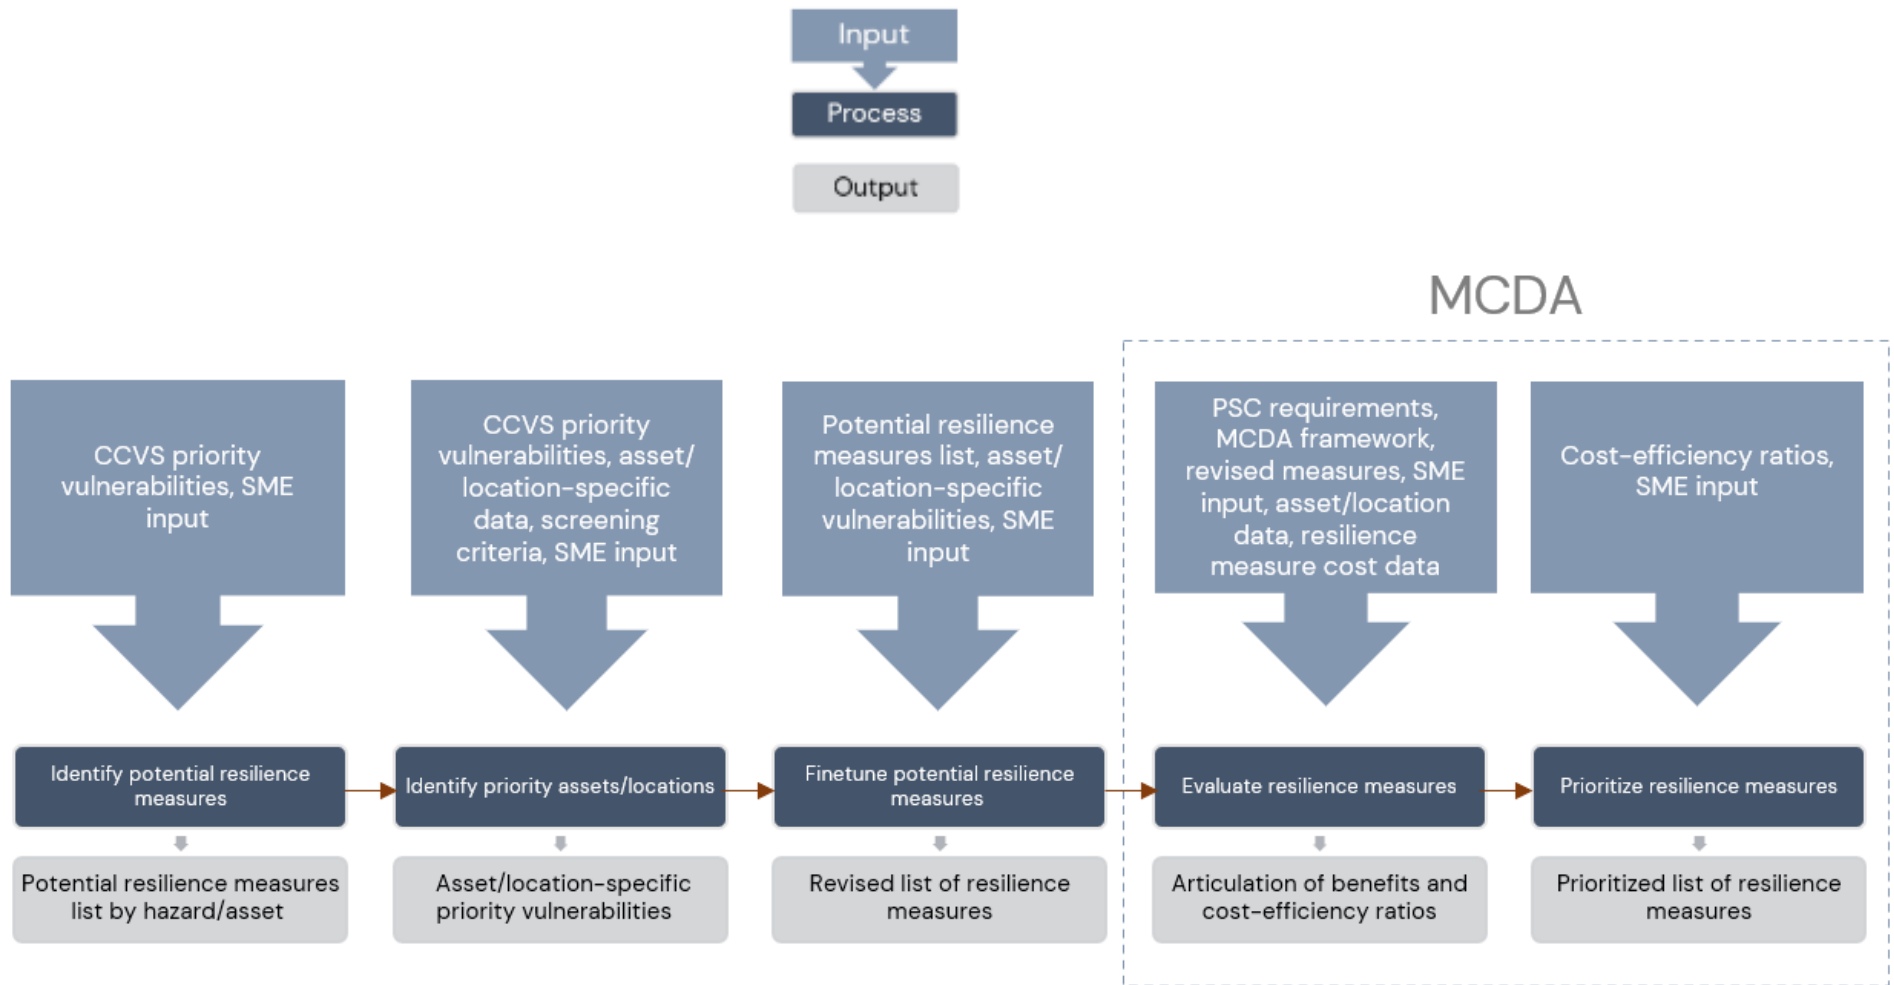 Input
Process
Output
MCDA
CCVS priority
vulnerabilities, SME
input
CCVS priority
vulnerabilities, asset/
location-specific
data, screening
criteria, SME input
Potential resilience
measures list, asset/
location-specific
vulnerabilities, SME
input
PSC requirements,
MCDA framework,
revised measures, SME
input, asset/location
data, resilience
measure cost data
Cost-efficiency ratios,
SME input
Identify potential resilience
measures
Identify priority assets/locations
Finetune potential resilience
measures
Evaluate resilience measures
Prioritize resilience measures
Potential resilience measures
list by hazard/asset
Asset/location-specific
priority vulnerabilities
Revised list of resilience
measures
Articulation of benefits and
cost-efficiency ratios
Prioritized list of resilience
measures